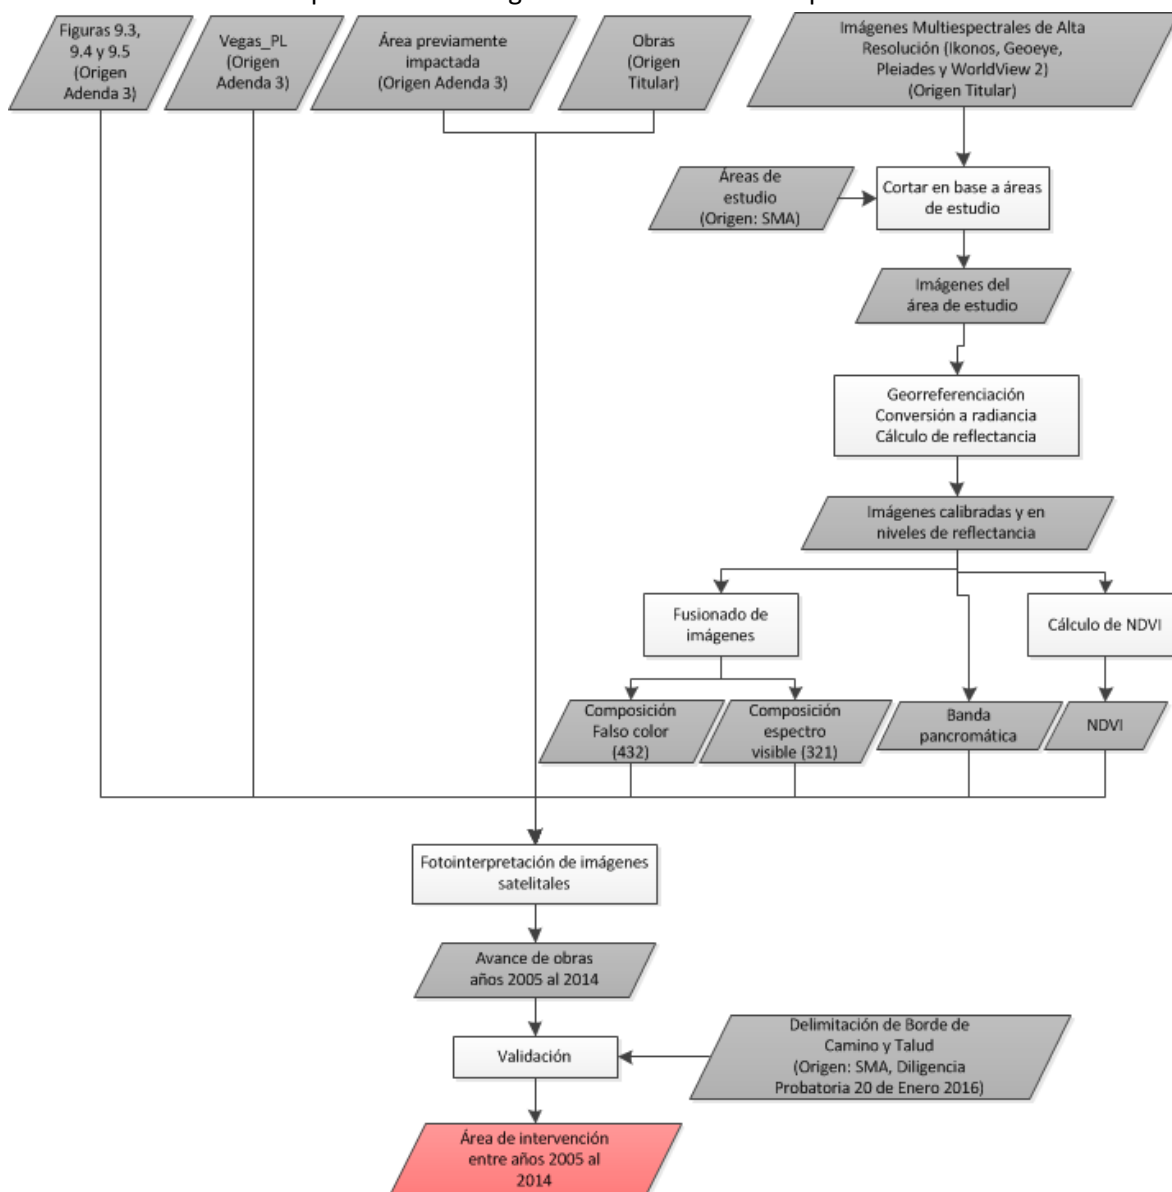 Figuras 9.3,
9.4 y 9.5
(Origen
Adenda 3)
Vegas_PL
(Origen
Adenda 3)
Área previamente
impactada
(Origen Adenda 3)
Obras
(Origen
Titular)
Imágenes Multiespectrales de Alta
Resolución (Ikonos, Geoeye,
Pleiades y WorldView 2)
(Origen Titular)
Áreas de
estudio
(Origen: SMA)
Cortar en base a áreas
de estudio
Imágenes del
área de estudio
Georreferenciación
Conversión a radiancia
Cálculo de reflectancia
Imágenes calibradas y en
niveles de reflectancia
Fusionado de
imágenes
Cálculo de NDVI
Composición
Falso color
(432)
Composición
espectro
visible (321)
Banda
pancromática
NDVI
Fotointerpretación de imágenes
satelitales
Avance de obras
años 2005 al 2014
Validación
Delimitación de Borde de
Camino y Talud
(Origen: SMA, Diligencia
Probatoria 20 de Enero 2016)
Área de intervención
entre años 2005 al
2014